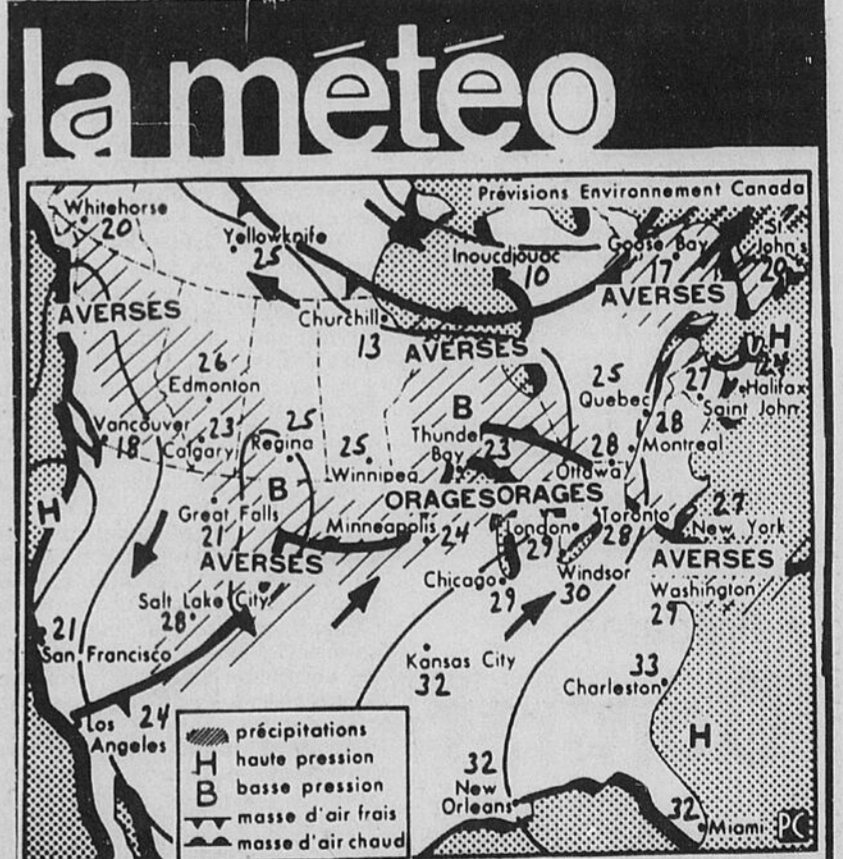 la météo
Prévisions Environnement Canada
Whitehorse
20
Yellowknife
25
Inoucdjouac
10
Goose Bay
17
St John's
20
AVERSES
AVERSES
Churchill
13
AVERSES
H
24
Halifax
27
Saint John
26
Edmonton
25
Quebec
28
Montreal
B
Vancouver
18
23
Calgary
25
Regina
25
Winnipeg
Thunder
Bay
23
28
Ottawa
B
H
Great Falls
21
ORAGES ORAGES
Minneapolis
24
London
29
Toronto
28
27
New York
AVERSES
AVERSES
Chicago
29
Windsor
30
Washington
29
Salt Lake City
28
21
San Francisco
Kansas City
32
33
Charleston
24
Los
Angeles
H
32
New
Orleans
32
Miami
PC
précipitations
H haute pression
B basse pression
masse d'air frais
masse d'air chaud